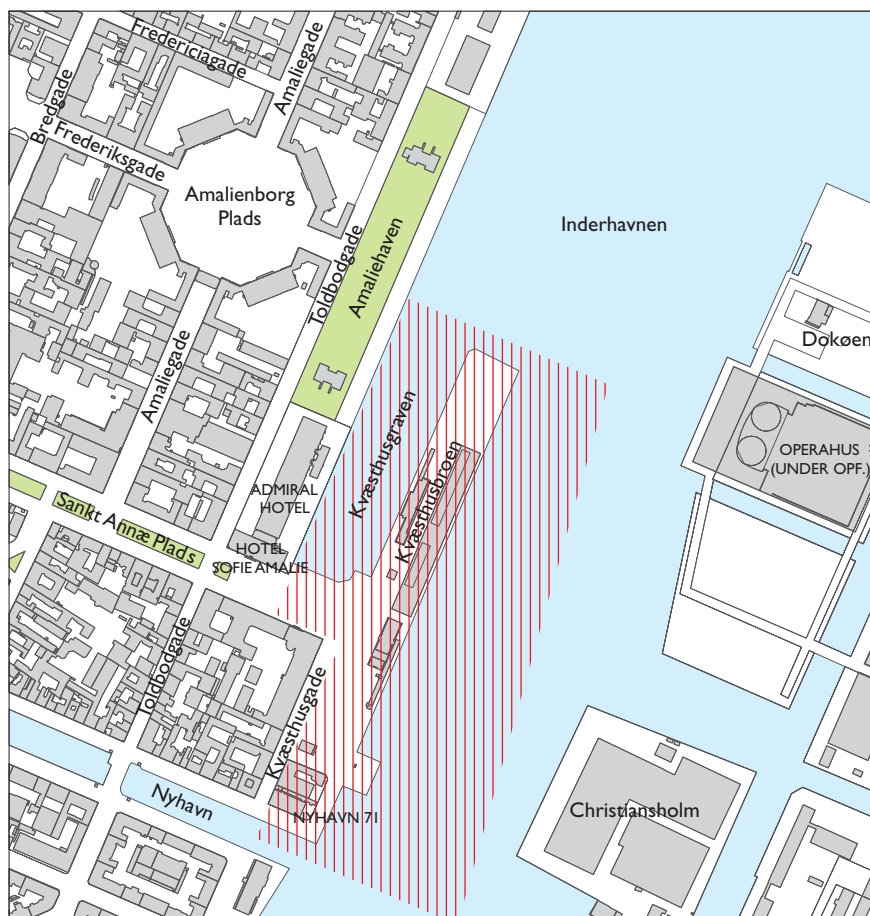 Fredericiagade
Amaliegade
Bredgade
Frederiksgade
Amalienborg
Plads
Toldbodgade
Amaliehaven
Inderhavnen
Dokøen
Amaliegade
Kvæsthusgraven
Kvæsthusbroen
OPERAHUS
(UNDER OPF.)
ADMIRAL
HOTEL
Sankt Annæ Plads
HOTEL
SOFIE AMALIE
Toldbodgade
Kvæsthusgade
Nyhavn
NYHAVN 71
Christiansholm